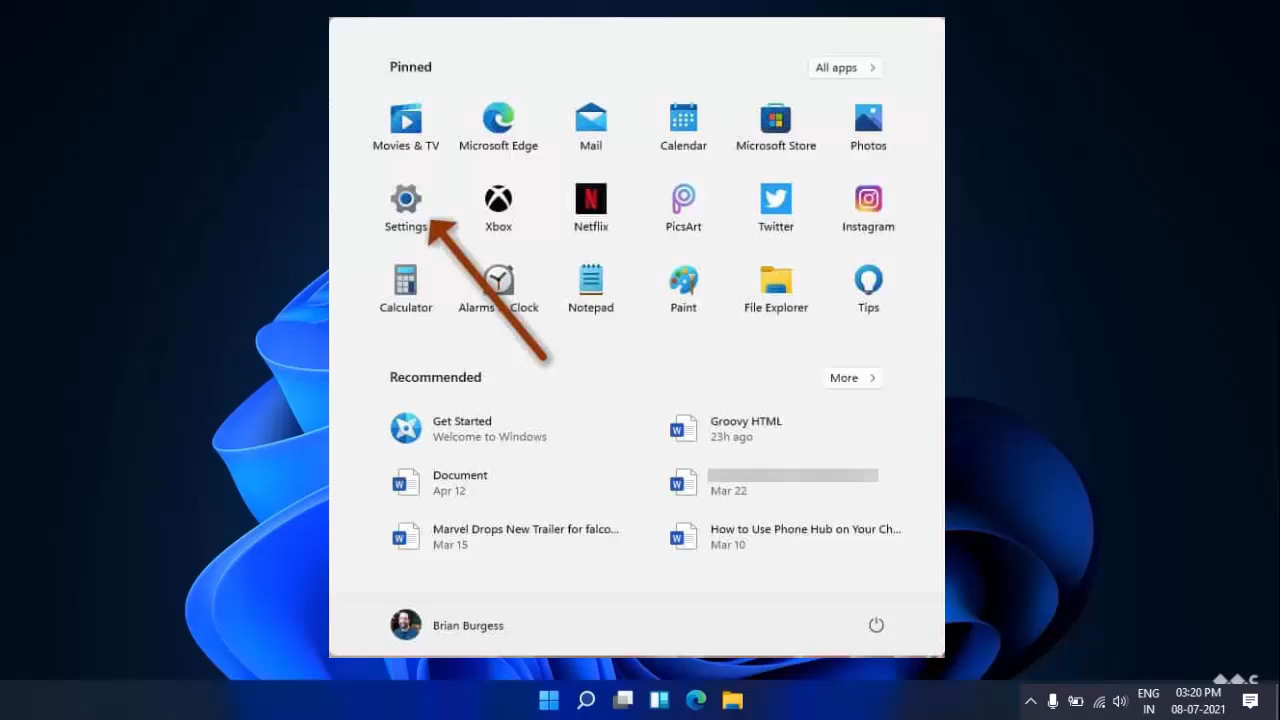 Pinned
All apps
Movies & TV
Microsoft Edge
Mail
Calendar
Microsoft Store
Photos
Settings
Xbox
Netflix
PicsArt
Twitter
Instagram
Calculator
Alarms Clock
Notepad
Paint
File Explorer
Tips
Recommended
More
Get Started
Welcome to Windows
Groovy HTML
23h ago
Document
Apr 12
Mar 22
Marvel Drops New Trailer for falco...
Mar 15
How to Use Phone Hub on Your Ch...
Mar 10
Brian Burgess
ENG
IN
03:20 PM
08-07-2021